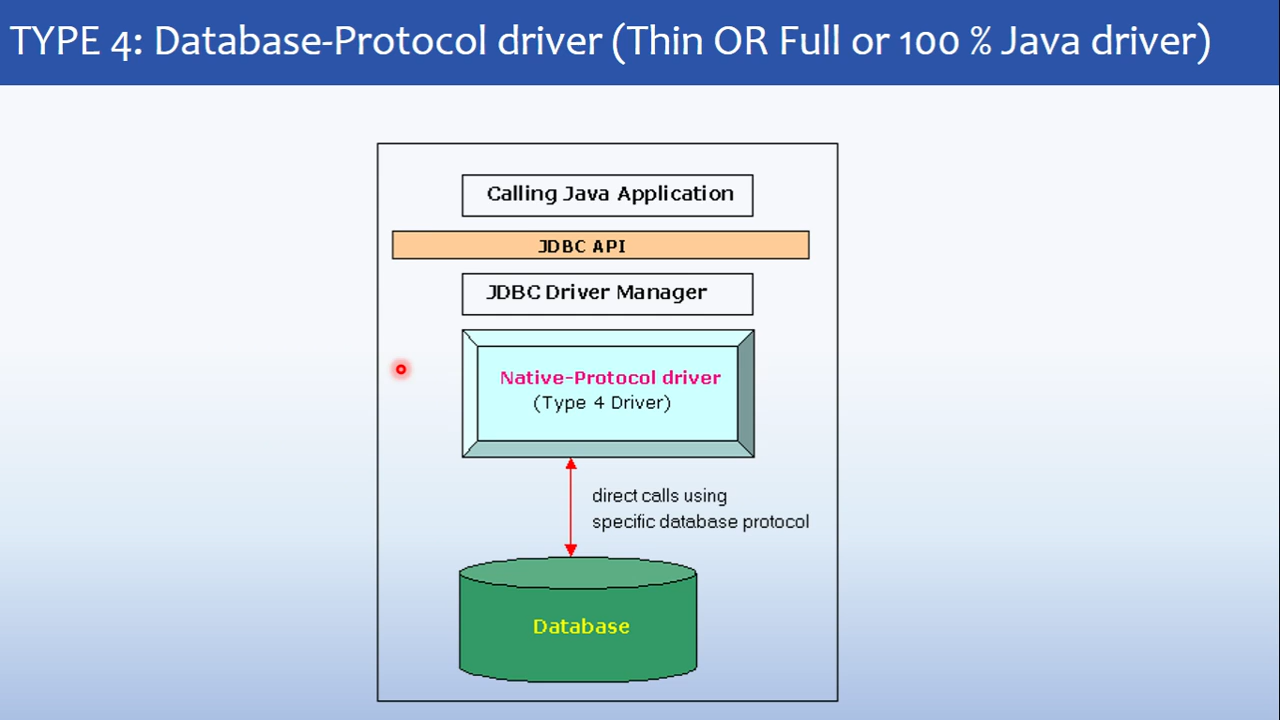 TYPE 4: Database-Protocol driver (Thin OR Full or 100 % Java driver)
Calling Java Application
JDBC API
JDBC Driver Manager
Native-Protocol driver
(Type 4 Driver)
direct calls using
specific database protocol
Database